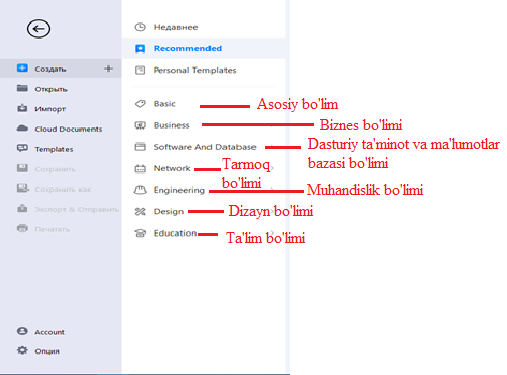 Недавнее
Recommended
Personal Templates
Создать
Открыть
Импорт
Cloud Documents
Templates
Сохранить
Сохранить как
Экспорт & Отправить
Печатать
Account
Опция
Basic
Asosiy bo'lim
Business
Biznes bo'limi
Software And Database
Dasturiy ta'minot va ma'lumotlar
bazasi bo'limi
Network
Tarmoq
bo'limi
Engineering
Muhandislik bo'limi
Design
Dizayn bo'limi
Education
Ta'lim bo'limi